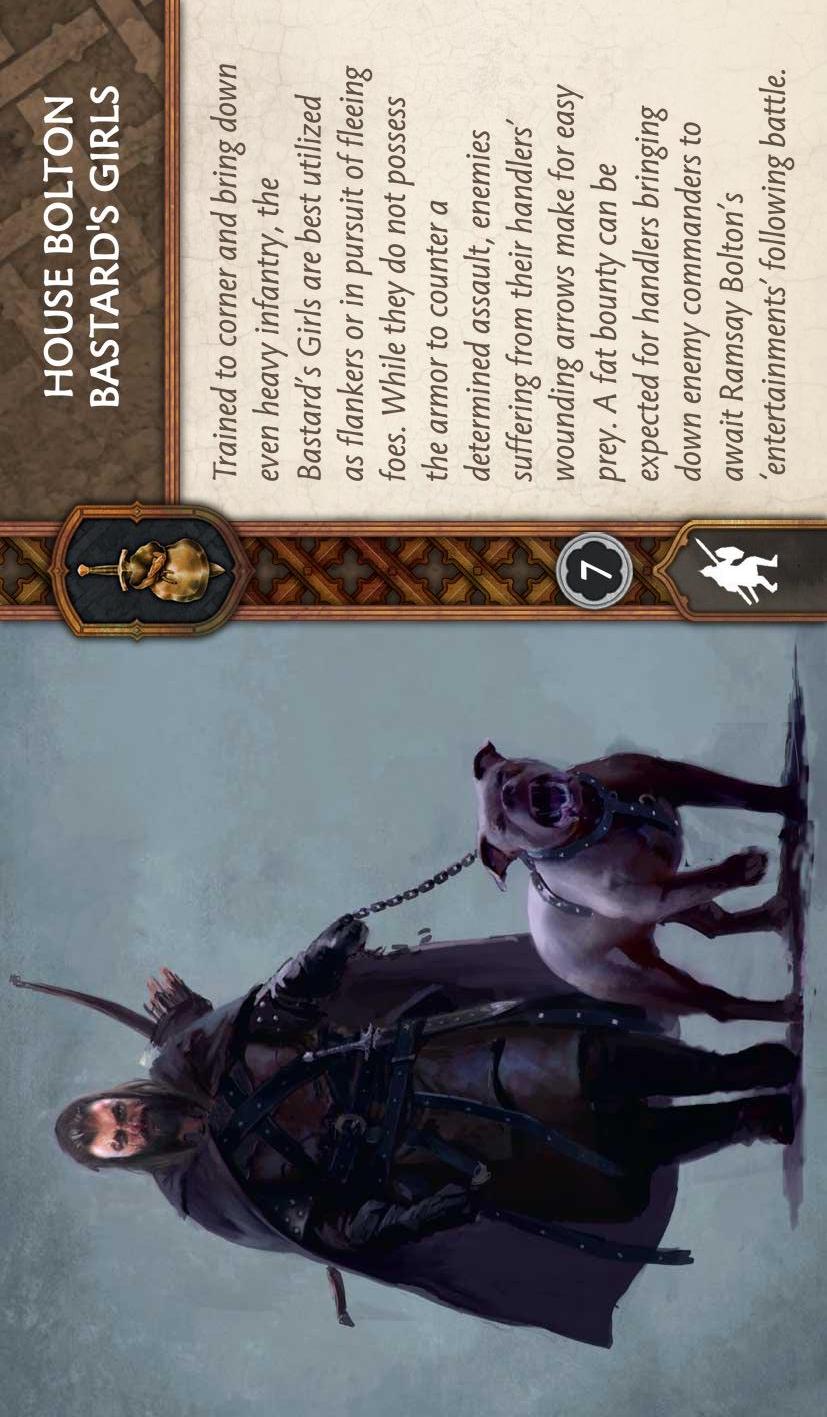 HOUSE BOLTON
BASTARD'S GIRLS
Trained to corner and bring down
even heavy infantry, the
Bastard's Girls are best utilized
as flankers or in pursuit of fleeing
foes. While they do not possess
the armor to counter a
determined assault, enemies
suffering from their handlers'
wounding arrows make for easy
prey. A fat bounty can be
expected for handlers bringing
down enemy commanders to
await Ramsay Bolton's
'entertainments' following battle.
7